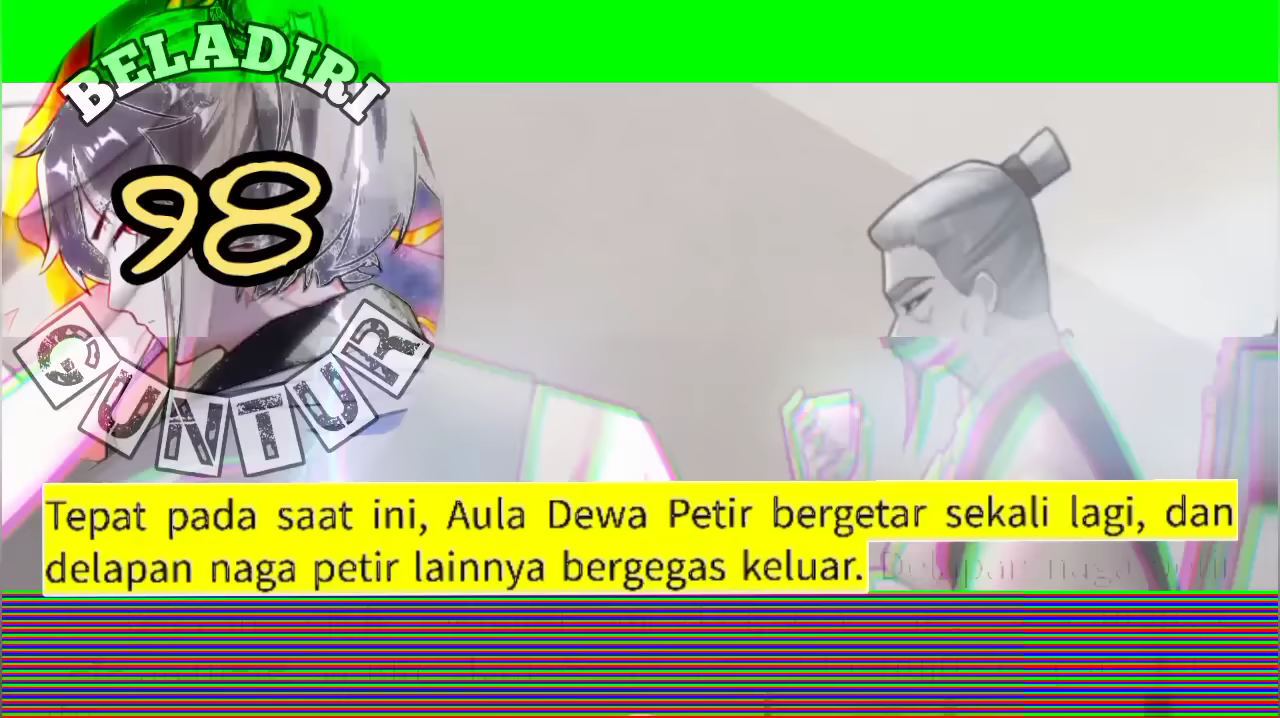 BELADIRI
98
GUNTUR
Tepat pada saat ini, Aula Dewa Petir bergetar sekali lagi, dan
delapan naga petir lainnya bergegas keluar.